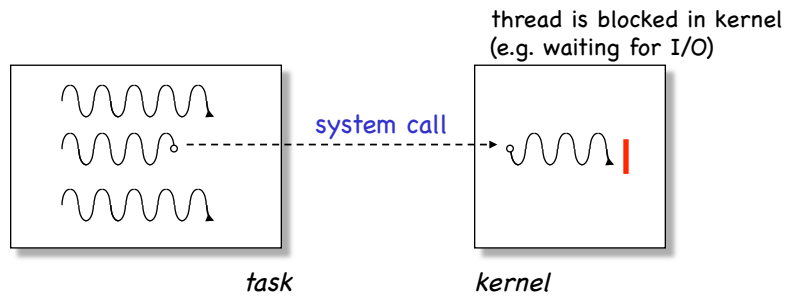 thread is blocked in kernel
(e.g. waiting for I/O)
system call
task
kernel